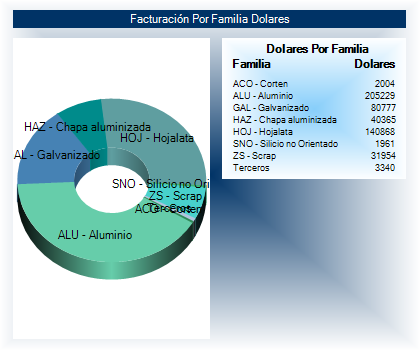 Facturación Por Familia Dolares
HAZ - Chapa aluminizada
HOJ - Hojalata
AL - Galvanizado
SNO - Silicio no Ori
ZS - Scrap
ACO - Corten
Terceros
ALU - Aluminio
Dolares Por Familia
Familia Dolares
ACO - Corten 2004
ALU - Aluminio 205229
GAL - Galvanizado 80777
HAZ - Chapa aluminizada 40365
HOJ - Hojalata 140868
SNO - Silicio no Orientado 1961
ZS - Scrap 31954
Terceros 3340